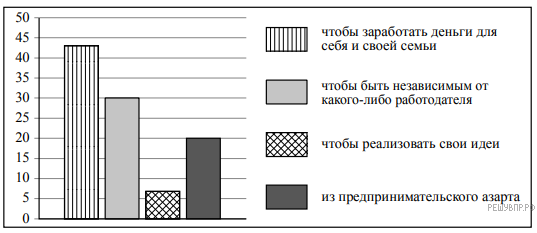 50
45
40
35
30
25
20
15
10
5
0
чтобы заработать деньги для
себя и своей семьи
чтобы быть независимым от
какого-либо работодателя
чтобы реализовать свои идеи
из предпринимательского азарта
РЕШУВПР.РФ